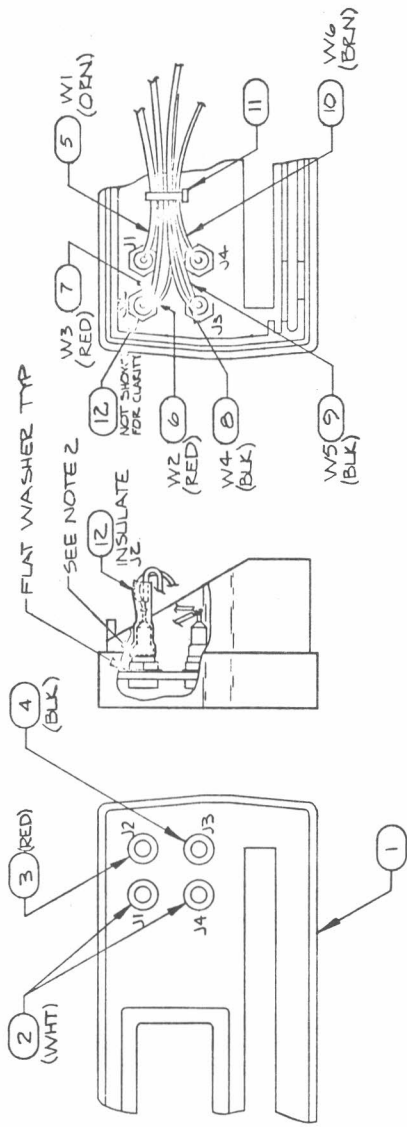 2
(WHT)
3
(RED)
4
(BLK)
J1
J2
J4
J3
1
FLAT WASHER TYP
SEE NOTE 2
12
INSULATE
J2
W3
(RED)
7
5
W1
(ORN)
12
NOT SHOWN
FOR CLARITY
J1
J4
J3
6
W2
(RED)
8
W4
(BLK)
9
W5
(BLK)
11
10
W6
(BRN)